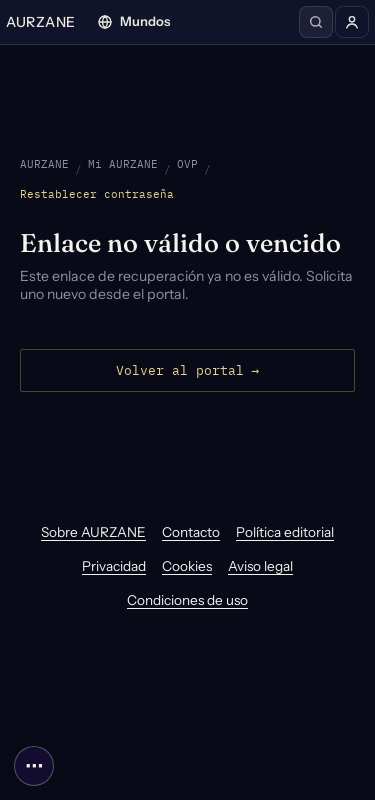 AURZANE Mundos
AURZANE / Mi AURZANE / OVP /
Restablecer contraseña
Enlace no válido o vencido
Este enlace de recuperación ya no es válido. Solicita
uno nuevo desde el portal.
Volver al portal →
Sobre AURZANE Contacto Política editorial
Privacidad Cookies Aviso legal
Condiciones de uso